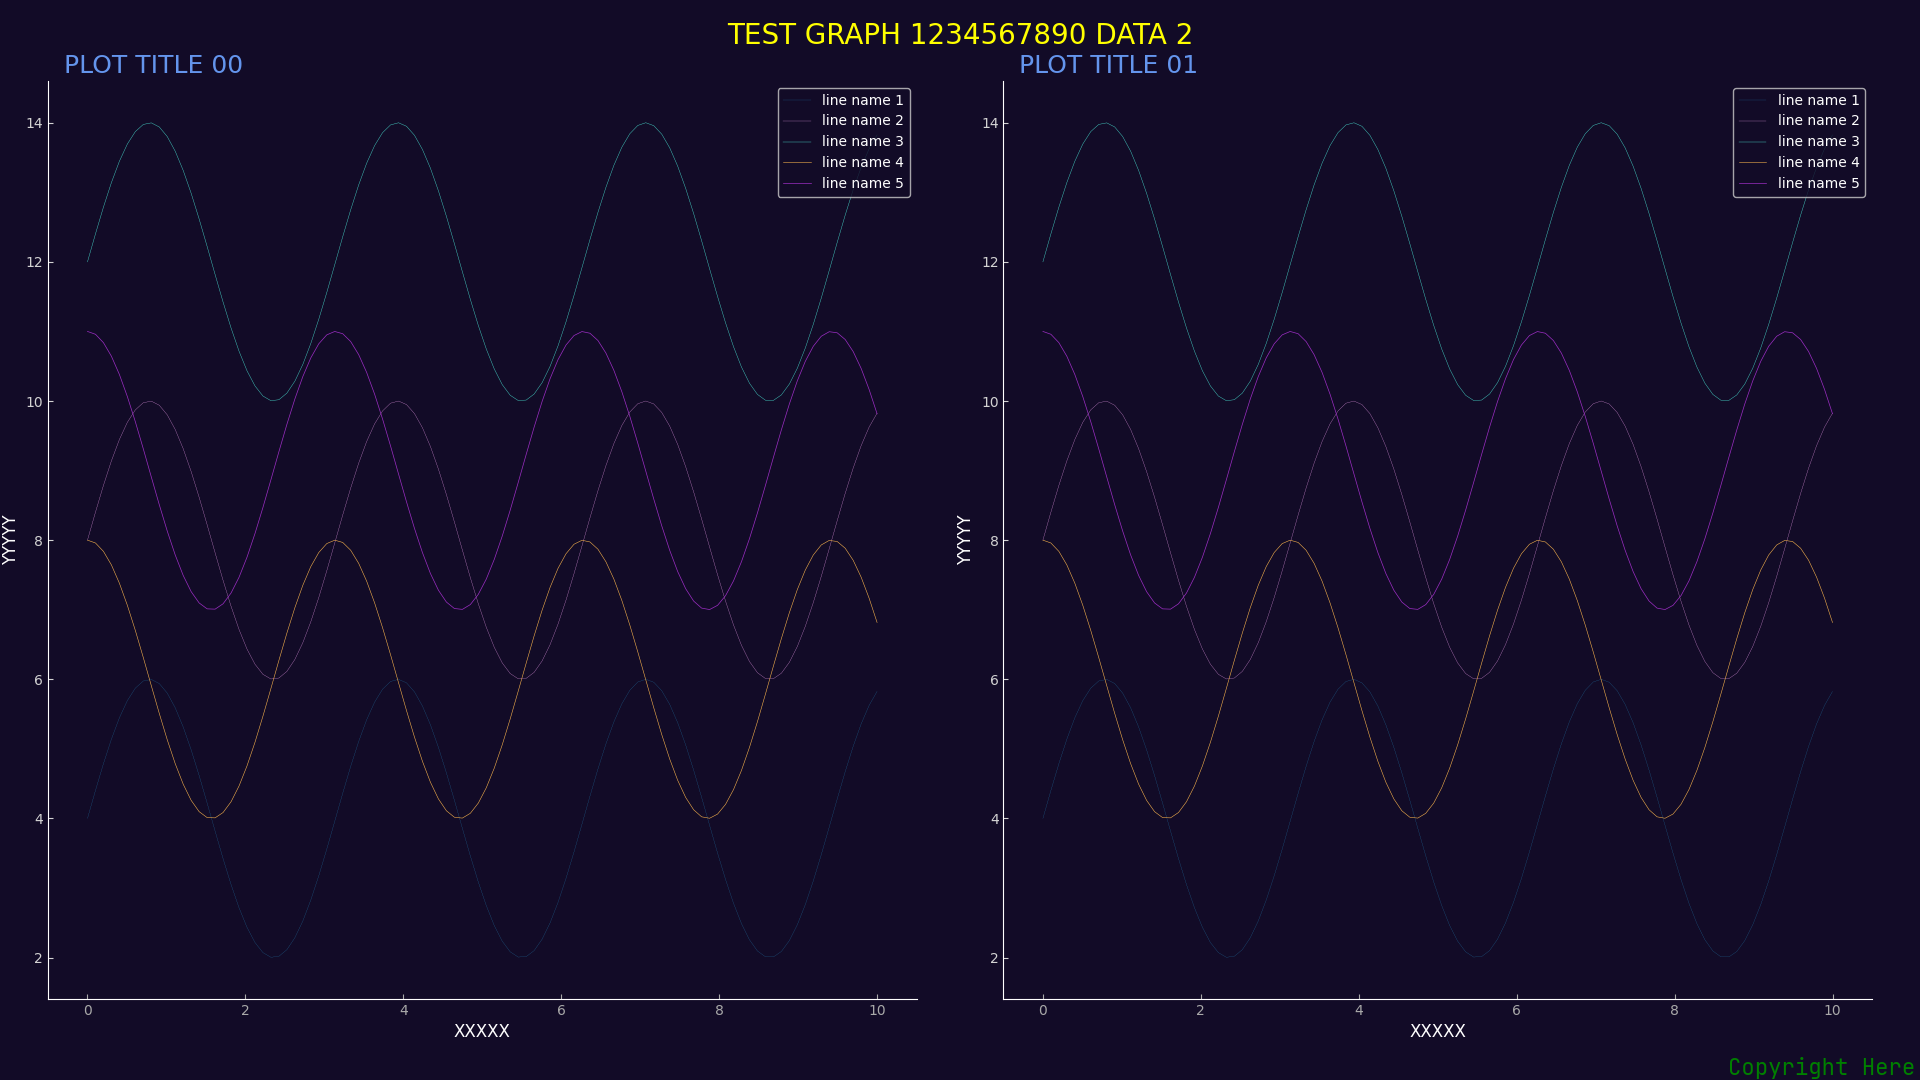 TEST GRAPH 1234567890 DATA 2
PLOT TITLE 00
line name 1
line name 2
line name 3
line name 4
line name 5
14
12
10
8
6
4
2
YYYYY
0 2 4 6 8 10
XXXXX
PLOT TITLE 01
line name 1
line name 2
line name 3
line name 4
line name 5
14
12
10
8
6
4
2
YYYYY
0 2 4 6 8 10
XXXXX
Copyright Here